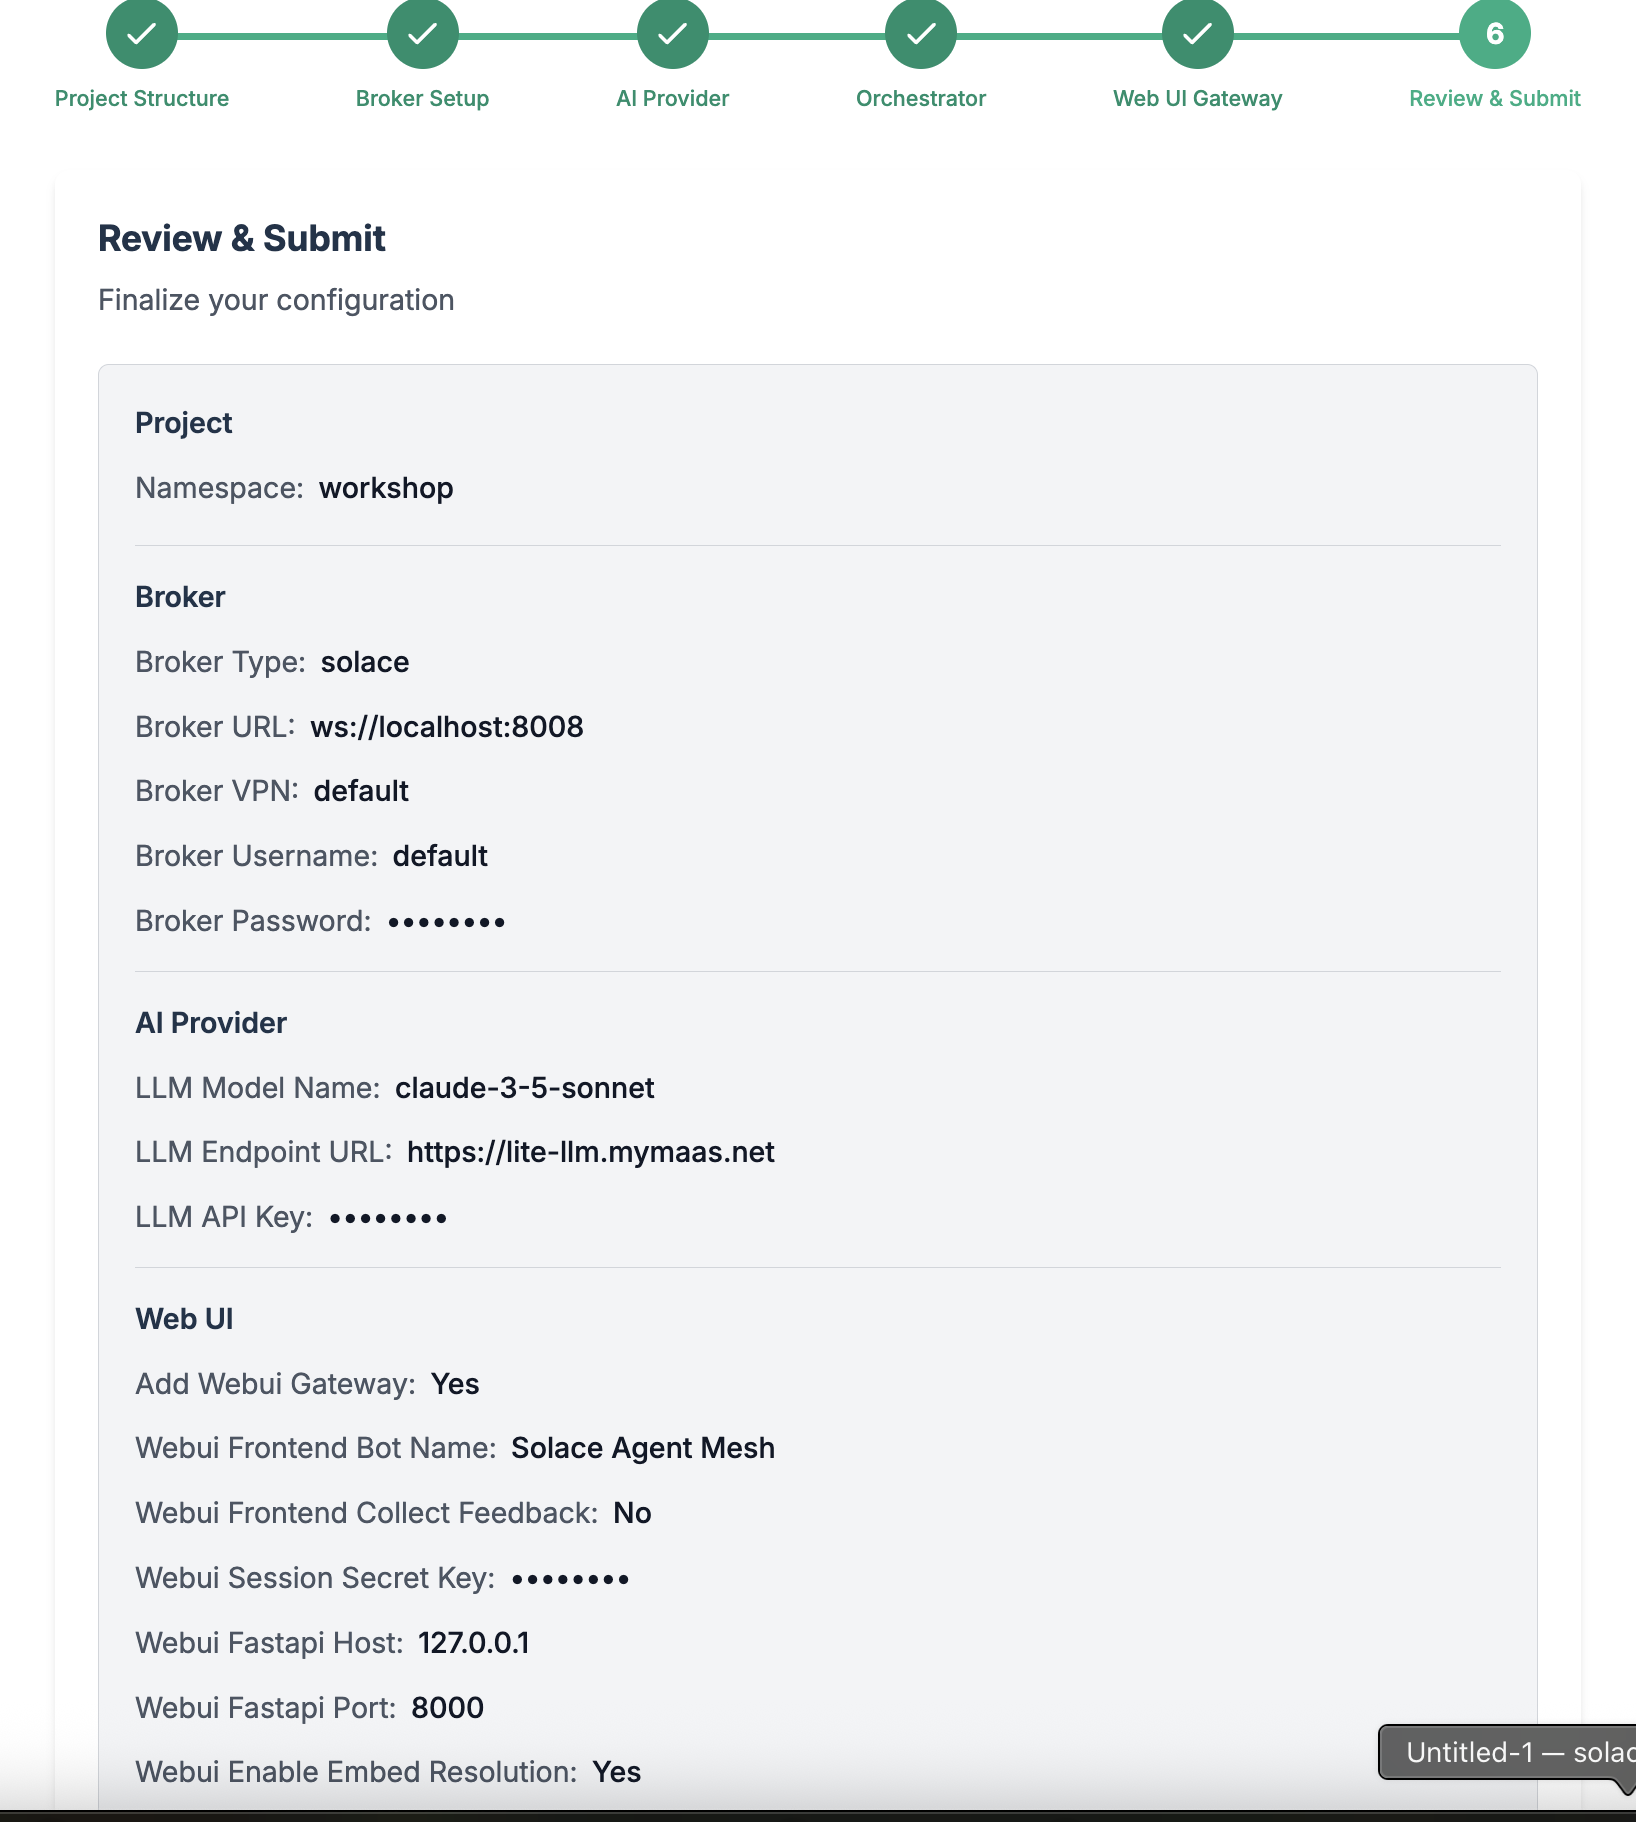 6
Project Structure
Broker Setup
AI Provider
Orchestrator
Web UI Gateway
Review & Submit
Review & Submit
Finalize your configuration
Project
Namespace: workshop
Broker
Broker Type: solace
Broker URL: ws://localhost:8008
Broker VPN: default
Broker Username: default
Broker Password: ••••••••
AI Provider
LLM Model Name: claude-3-5-sonnet
LLM Endpoint URL: https://lite-llm.mymaas.net
LLM API Key: ••••••••
Web UI
Add Webui Gateway: Yes
Webui Frontend Bot Name: Solace Agent Mesh
Webui Frontend Collect Feedback: No
Webui Session Secret Key: ••••••••
Webui Fastapi Host: 127.0.0.1
Webui Fastapi Port: 8000
Webui Enable Embed Resolution: Yes
Untitled-1 — solac